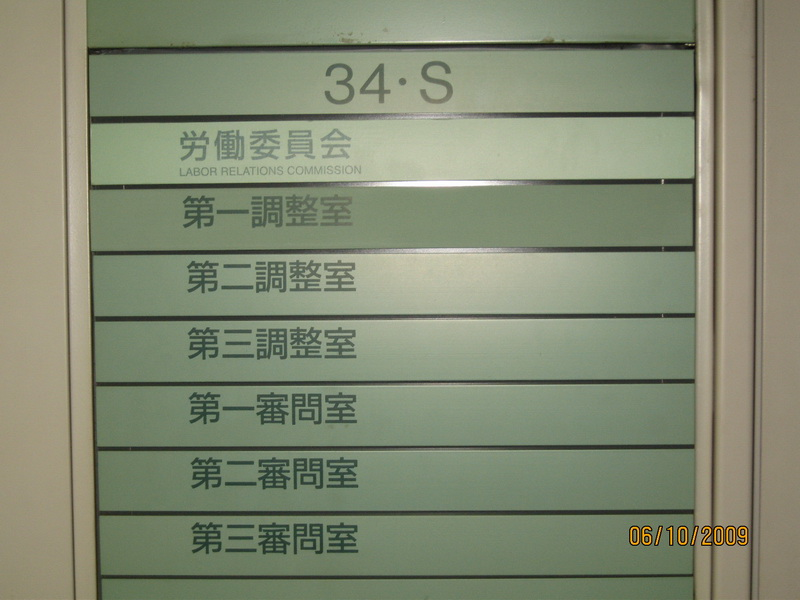 34・S
労働委員会
LABOR RELATIONS COMMISSION
第一調整室
第二調整室
第三調整室
第一審問室
第二審問室
第三審問室
06/10/2009